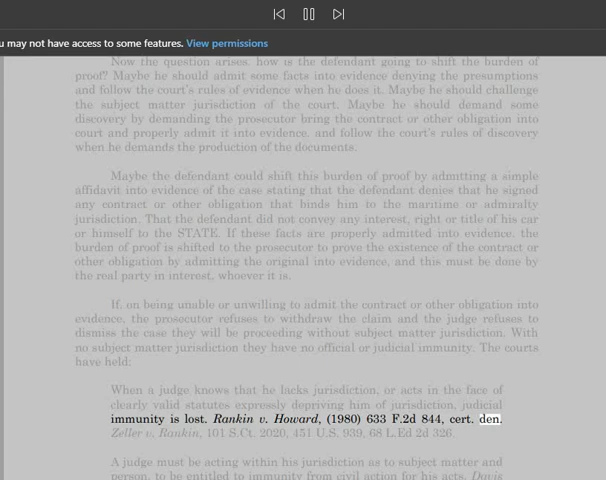 u may not have access to some features. View permissions
Now the question arises, how is the defendant going to shift the burden of
proof? Maybe he should admit some facts into evidence denying the presumptions
and follow the court's rules of evidence when he does it. Maybe he should challenge
the subject matter jurisdiction of the court. Maybe he should demand some
discovery by demanding the prosecutor bring the contract or other obligation into
court and properly admit it into evidence, and follow the court's rules of discovery
when he demands the production of the documents.
Maybe the defendant could shift this burden of proof by admitting a simple
affidavit into evidence of the case stating that the defendant denies that he signed
any contract or other obligation that binds him to the maritime or admiralty
jurisdiction. That the defendant did not convey any interest, right or title of his car
or himself to the STATE. If these facts are properly admitted into evidence, the
burden of proof is shifted to the prosecutor to prove the existence of the contract or
other obligation by admitting the original into evidence, and this must be done by
the real party in interest, whoever it is.
If, on being unable or unwilling to admit the contract or other obligation into
evidence, the prosecutor refuses to withdraw the claim and the judge refuses to
dismiss the case they will be proceeding without subject matter jurisdiction. With
no subject matter jurisdiction they have no official or judicial immunity. The courts
have held:
When a judge knows that he lacks jurisdiction, or acts in the face of
clearly valid statutes expressly depriving him of jurisdiction, judicial
immunity is lost. Rankin v. Howard, (1980) 633 F.2d 844, cert. den.
Zeller v. Rankin, 101 S.Ct. 2020, 451 U.S. 939, 68 L.Ed 2d 326.
A judge must be acting within his jurisdiction as to subject matter and
person, to be entitled to immunity from civil action for his acts. Davis